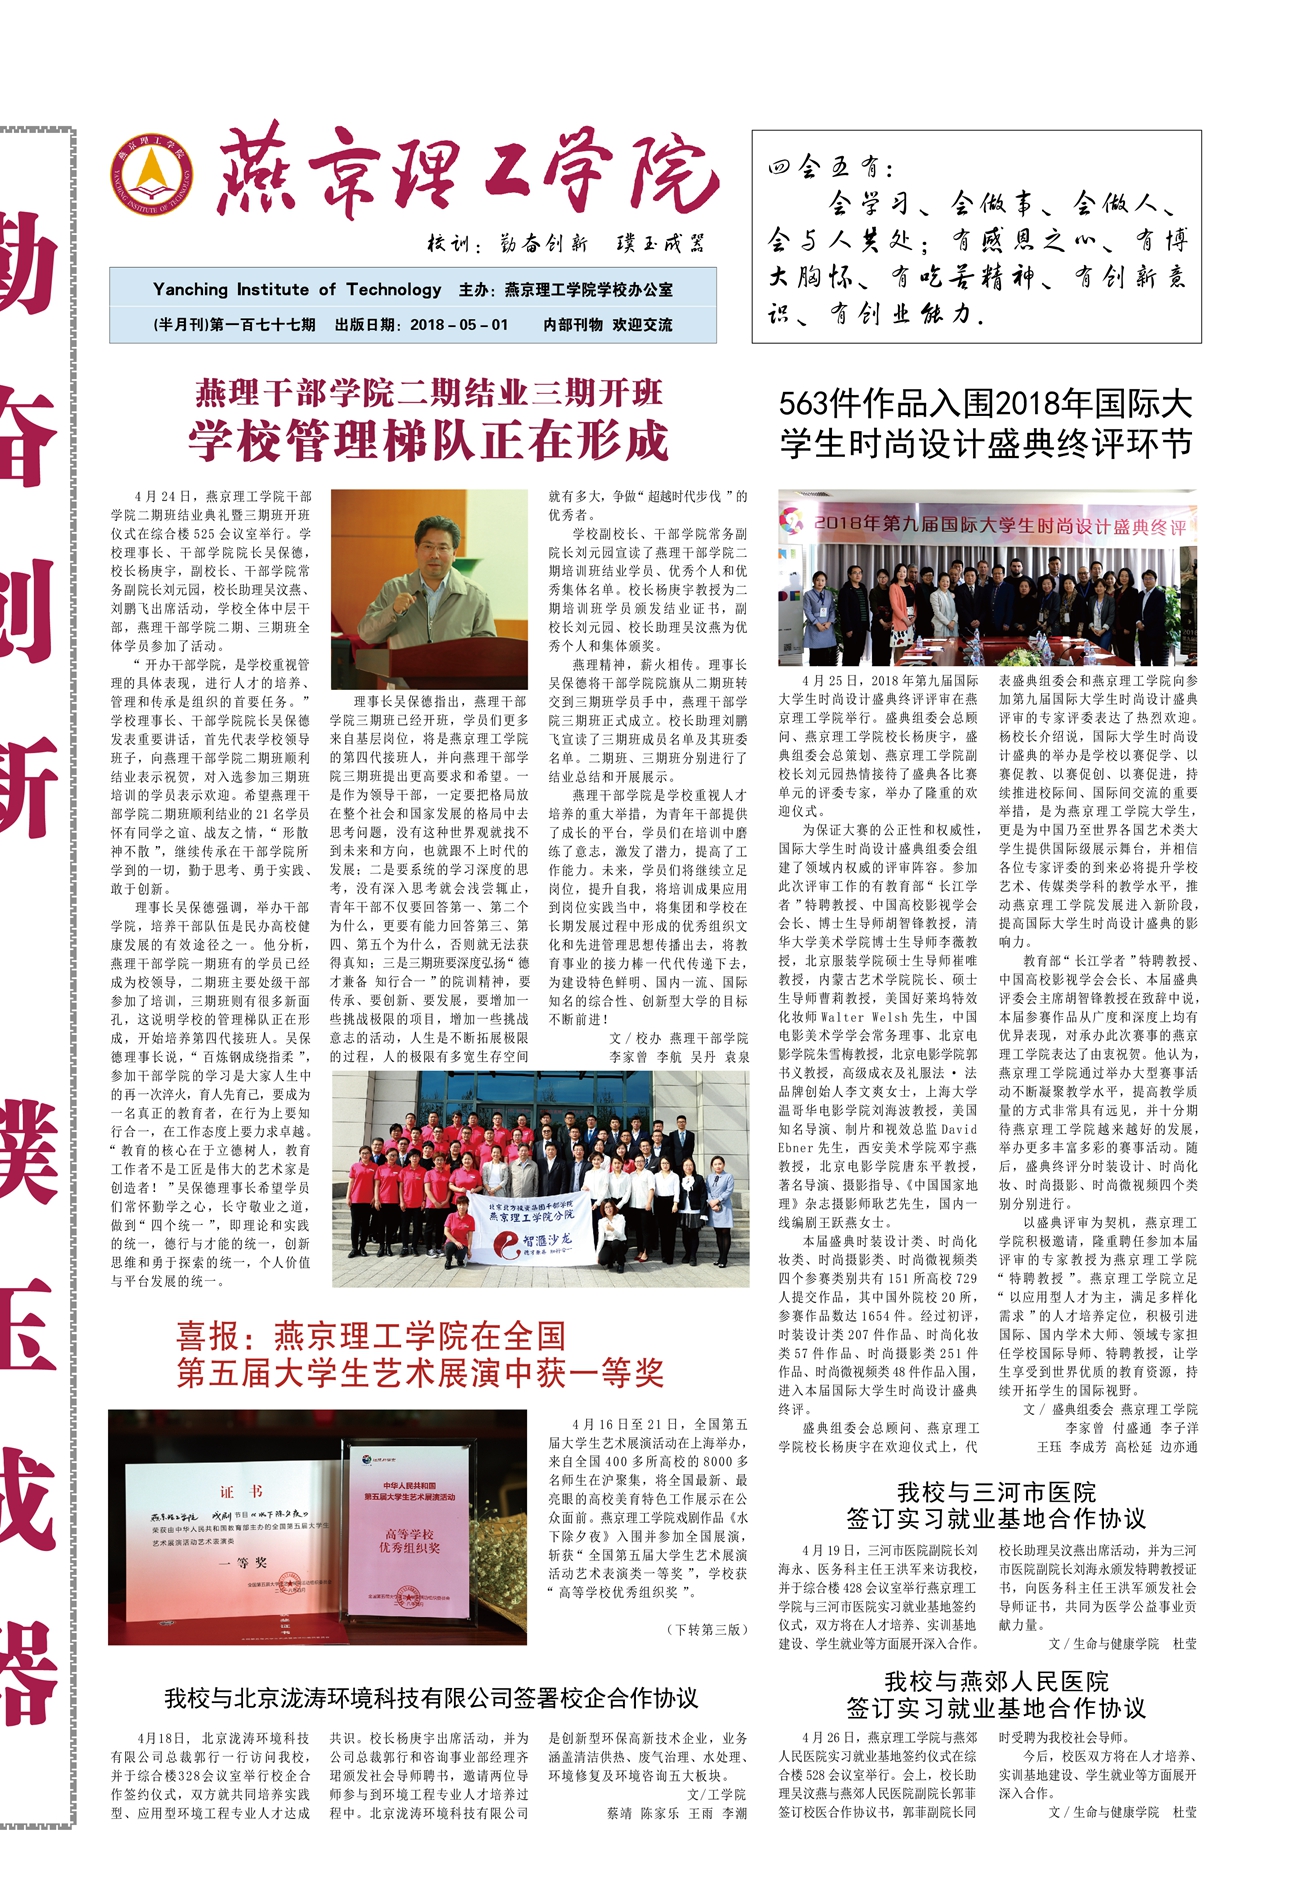 勤奋创新 璞玉成器
燕京理工学院
YANCHING INSTITUTE OF TECHNOLOGY
燕京理工学院
校训：勤奋创新 璞玉成器
Yanching Institute of Technology 主办：燕京理工学院学校办公室
(半月刊)第一百七十七期 出版日期：2018－05－01 内部刊物 欢迎交流
四会五有：
会学习、会做事、会做人、
会与人共处；有感恩之心、有博
大胸怀、有吃苦精神、有创新意
识、有创业能力.
燕理干部学院二期结业三期开班
学校管理梯队正在形成
4月24日，燕京理工学院干部
学院二期班结业典礼暨三期班开班
仪式在综合楼525会议室举行。学
校理事长、干部学院院长吴保德，
校长杨庚宇，副校长、干部学院常
务副院长刘元园，校长助理吴汶燕、
刘鹏飞出席活动，学校全体中层干
部，燕理干部学院二期、三期班全
体学员参加了活动。
“开办干部学院，是学校重视管
理的具体表现，进行人才的培养、
管理和传承是组织的首要任务。”
学校理事长、干部学院院长吴保德
发表重要讲话，首先代表学校领导
班子，向燕理干部学院二期班顺利
结业表示祝贺，对入选参加三期班
培训的学员表示欢迎。希望燕理干
部学院二期班顺利结业的21名学员
怀有同学之谊、战友之情，“形散
神不散”，继续传承在干部学院所
学到的一切，勤于思考、勇于实践、
敢于创新。
理事长吴保德强调，举办干部
学院，培养干部队伍是民办高校健
康发展的有效途径之一。他分析，
燕理干部学院一期班有的学员已经
成为校领导，二期班主要处级干部
参加了培训，三期班则有很多新面
孔，这说明学校的管理梯队正在形
成，开始培养第四代接班人。吴保
德理事长说，“百炼钢成绕指柔”，
参加干部学院的学习是大家人生中
的再一次淬火，育人先育己，要成为
一名真正的教育者，在行为上要知
行合一，在工作态度上要力求卓越。
“教育的核心在于立德树人，教育
工作者不是工匠是伟大的艺术家是
创造者！”吴保德理事长希望学员
们常怀勤学之心，长守敬业之道，
做到“四个统一”，即理论和实践
的统一，德行与才能的统一，创新
思维和勇于探索的统一，个人价值
与平台发展的统一。
理事长吴保德指出，燕理干部
学院三期班已经开班，学员们更多
来自基层岗位，将是燕京理工学院
的第四代接班人，并向燕理干部学
院三期班提出更高要求和希望。一
是作为领导干部，一定要把格局放
在整个社会和国家发展的格局中去
思考问题，没有这种世界观就找不
到未来和方向，也就跟不上时代的
发展；二是要系统的学习深度的思
考，没有深入思考就会浅尝辄止，
青年干部不仅要回答第一、第二个
为什么，更要有能力回答第三、第
四、第五个为什么，否则就无法获
得真知；三是三期班要深度弘扬“德
才兼备 知行合一”的院训精神，要
传承、要创新、要发展，要增加一
些挑战极限的项目，增加一些挑战
意志的活动，人生是不断拓展极限
的过程，人的极限有多宽生存空间
就有多大，争做“超越时代步伐”的
优秀者。
学校副校长、干部学院常务副
院长刘元园宣读了燕理干部学院二
期培训班结业学员、优秀个人和优
秀集体名单。校长杨庚宇教授为二
期培训班学员颁发结业证书，副
校长刘元园、校长助理吴汶燕为优
秀个人和集体颁奖。
燕理精神，薪火相传。理事长
吴保德将干部学院院旗从二期班转
交到三期班学员手中，燕理干部学
院三期班正式成立。校长助理刘鹏
飞宣读了三期班成员名单及其班委
名单。二期班、三期班分别进行了
结业总结和开展展示。
燕理干部学院是学校重视人才
培养的重大举措，为青年干部提供
了成长的平台，学员们在培训中磨
练了意志，激发了潜力，提高了工
作能力。未来，学员们将继续立足
岗位，提升自我，将培训成果应用
到岗位实践当中，将集团和学校在
长期发展过程中形成的优秀组织文
化和先进管理思想传播出去，将教
育事业的接力棒一代代传递下去，
为建设特色鲜明、国内一流、国际
知名的综合性、创新型大学的目标
不断前进！
文／校办 燕理干部学院
李家曾 李航 吴丹 袁泉
北京北方投资集团干部学院
燕京理工学院分院
智滙沙龙
德才兼备 知行合一
563件作品入围2018年国际大
学生时尚设计盛典终评环节
2018年第九届国际大学生时尚设计盛典终评
4月25日，2018年第九届国际
大学生时尚设计盛典终评评审在燕
京理工学院举行。盛典组委会总顾
问、燕京理工学院校长杨庚宇，盛
典组委会总策划、燕京理工学院副
校长刘元园热情接待了盛典各比赛
单元的评委专家，举办了隆重的欢
迎仪式。
为保证大赛的公正性和权威性，
国际大学生时尚设计盛典组委会组
建了领域内权威的评审阵容。参加
此次评审工作的有教育部“长江学
者”特聘教授、中国高校影视学会
会长、博士生导师胡智锋教授，清
华大学美术学院博士生导师李薇教
授，北京服装学院硕士生导师崔唯
教授，内蒙古艺术学院院长、硕士
生导师曹莉教授，美国好莱坞特效
化妆师Walter Welsh先生，中国
电影美术学学会常务理事、北京电
影学院朱雪梅教授，北京电影学院郭
书义教授，高级成衣及礼服法·法
品牌创始人李文爽女士，上海大学
温哥华电影学院刘海波教授，美国
知名导演、制片和视效总监David
Ebner先生，西安美术学院邓宇燕
教授，北京电影学院唐东平教授，
著名导演、摄影指导、《中国国家地
理》杂志摄影师耿艺先生，国内一
线编剧王跃燕女士。
本届盛典时装设计类、时尚化
妆类、时尚摄影类、时尚微视频类
四个参赛类别共有151所高校729
人提交作品，其中国外院校20所，
参赛作品数达1654件。经过初评，
时装设计类207件作品、时尚化妆
类57件作品、时尚摄影类251件
作品、时尚微视频类48件作品入围，
进入本届国际大学生时尚设计盛典
终评。
盛典组委会总顾问、燕京理工
学院校长杨庚宇在欢迎仪式上，代
表盛典组委会和燕京理工学院向参
加第九届国际大学生时尚设计盛典
评审的专家评委表达了热烈欢迎。
杨校长介绍说，国际大学生时尚设
计盛典的举办是学校以赛促学、以
赛促教、以赛促创、以赛促进，持
续推进校际间、国际间交流的重要
举措，是为燕京理工学院大学生，
更是为中国乃至世界各国艺术类大
学生提供国际级展示舞台，并相信
各位专家评委的到来必将提升学校
艺术、传媒类学科的教学水平，推
动燕京理工学院发展进入新阶段，
提高国际大学生时尚设计盛典的影
响力。
教育部“长江学者”特聘教授、
中国高校影视学会会长、本届盛典
评委会主席胡智锋教授在致辞中说，
本届参赛作品从广度和深度上均有
优异表现，对承办此次赛事的燕京
理工学院表达了由衷祝贺。他认为，
燕京理工学院通过举办大型赛事活
动不断凝聚教学水平，提高教学质
量的方式非常具有远见，并十分期
待燕京理工学院越来越好的发展，
举办更多丰富多彩的赛事活动。随
后，盛典终评分时装设计、时尚化
妆、时尚摄影、时尚微视频四个类
别分别进行。
以盛典评审为契机，燕京理工
学院积极邀请，隆重聘任参加本届
评审的专家教授为燕京理工学院
“特聘教授”。燕京理工学院立足
“以应用型人才为主，满足多样化
需求”的人才培养定位，积极引进
国际、国内学术大师、领域专家担
任学校国际导师、特聘教授，让学
生享受到世界优质的教育资源，持
续开拓学生的国际视野。
文／盛典组委会 燕京理工学院
李家曾 付盛通 李子洋
王珏 李成芳 高松延 边亦通
喜报：燕京理工学院在全国
第五届大学生艺术展演中获一等奖
证书
燕京理工学院 戏剧 节目《水下除夕夜》
荣获由中华人民共和国教育部主办的全国第五届大学生
艺术展演活动艺术表演类
一等奖
中华人民共和国
第五届大学生艺术展演活动
高等学校
优秀组织奖
4月16日至21日，全国第五
届大学生艺术展演活动在上海举办，
来自全国400多所高校的8000多
名师生在沪聚集，将全国最新、最
亮眼的高校美育特色工作展示在公
众面前。燕京理工学院戏剧作品《水
下除夕夜》入围并参加全国展演，
斩获“全国第五届大学生艺术展演
活动艺术表演类一等奖”，学校获
“高等学校优秀组织奖”。
（下转第三版）
我校与三河市医院
签订实习就业基地合作协议
4月19日，三河市医院副院长刘
海永、医务科主任王洪军来访我校，
并于综合楼428会议室举行燕京理工
学院与三河市医院实习就业基地签约
仪式，双方将在人才培养、实训基地
建设、学生就业等方面展开深入合作。
校长助理吴汶燕出席活动，并为三河
市医院副院长刘海永颁发特聘教授证
书，向医务科主任王洪军颁发社会
导师证书，共同为医学公益事业贡
献力量。
文／生命与健康学院 杜莹
我校与燕郊人民医院
签订实习就业基地合作协议
4月26日，燕京理工学院与燕郊
人民医院实习就业基地签约仪式在综
合楼528会议室举行。会上，校长助
理吴汶燕与燕郊人民医院副院长郭菲
签订校医合作协议书，郭菲副院长同
时受聘为我校社会导师。
今后，校医双方将在人才培养、
实训基地建设、学生就业等方面展开
深入合作。
文／生命与健康学院 杜莹
我校与北京泷涛环境科技有限公司签署校企合作协议
4月18日，北京泷涛环境科技
有限公司总裁郭行一行访问我校，
并于综合楼328会议室举行校企合
作签约仪式，双方就共同培养实践
型、应用型环境工程专业人才达成
共识。校长杨庚宇出席活动，并为
公司总裁郭行和咨询事业部经理齐
珺颁发社会导师聘书，邀请两位导
师参与到环境工程专业人才培养过
程中。北京泷涛环境科技有限公司
是创新型环保高新技术企业，业务
涵盖清洁供热、废气治理、水处理、
环境修复及环境咨询五大板块。
文/工学院
蔡靖 陈家乐 王雨 李潮